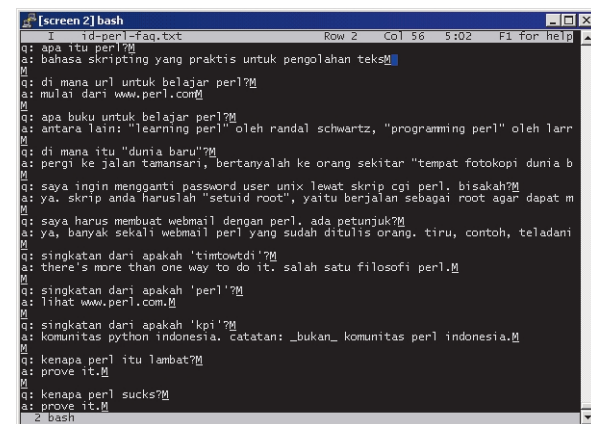 [screen 2] bash
I id-perl-faq.txt Row 2 Col 56 5:02 F1 for help
q: apa itu perl?M
a: bahasa skripting yang praktis untuk pengolahan teksM
M
q: di mana url untuk belajar perl?M
a: mulai dari www.perl.comM
M
q: apa buku untuk belajar perl?M
a: antara lain: "learning perl" oleh randal schwartz, "programming perl" oleh larr
M
q: di mana itu "dunia baru"?M
a: pergi ke jalan tamansari, bertanyalah ke orang sekitar "tempat fotokopi dunia b
M
q: saya ingin mengganti password user unix lewat skrip cgi perl. bisakah?M
a: ya. skrip anda haruslah "setuid root", yaitu berjalan sebagai root agar dapat m
M
q: saya harus membuat webmail dengan perl. ada petunjuk?M
a: ya, banyak sekali webmail perl yang sudah ditulis orang. tiru, contoh, teladani
M
q: singkatan dari apakah 'timtowtdi'?M
a: there's more than one way to do it. salah satu filosofi perl.M
M
q: singkatan dari apakah 'perl'?M
a: lihat www.perl.com.M
M
q: singkatan dari apakah 'kpi'?M
a: komunitas python indonesia. catatan: _bukan_ komunitas perl indonesia.M
M
q: kenapa perl itu lambat?M
a: prove it.M
M
q: kenapa perl sucks?M
a: prove it.M
2 bash